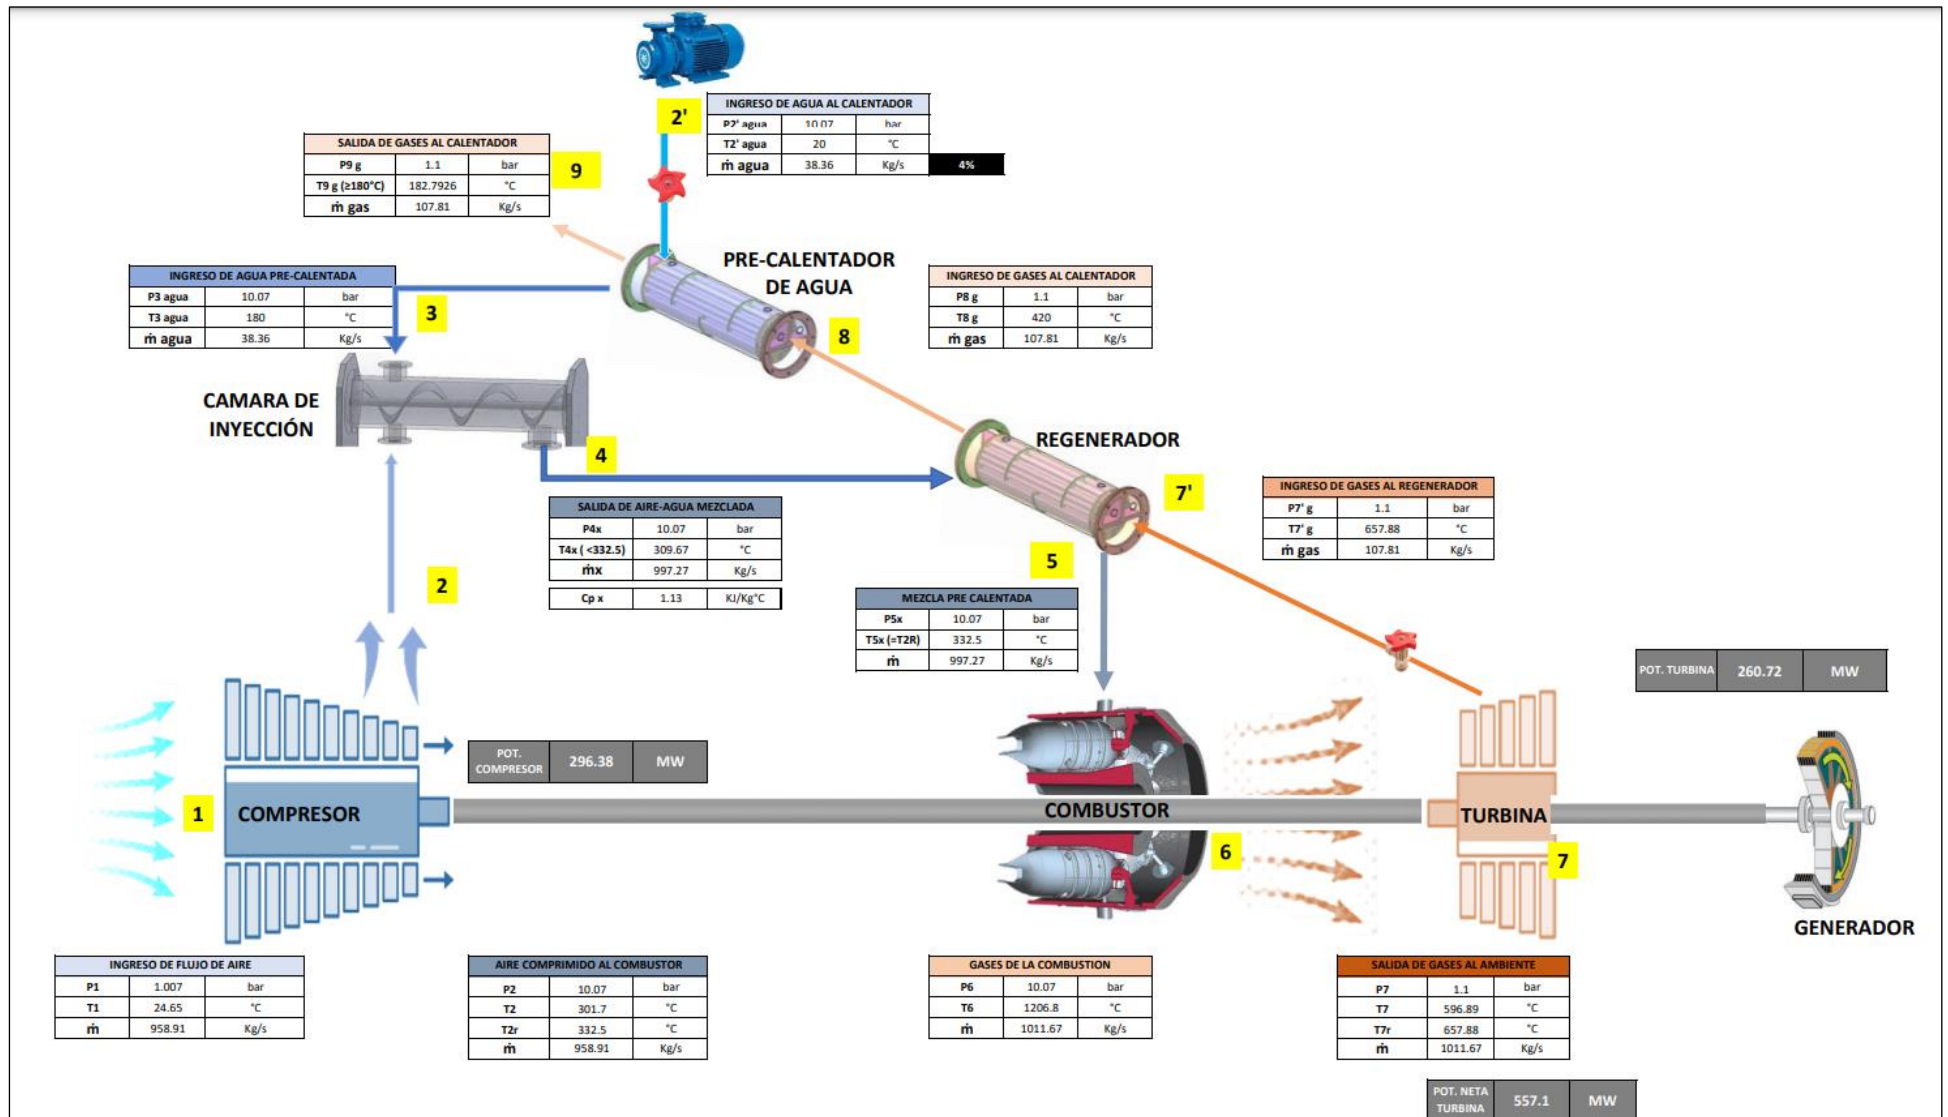 2'
INGRESO DE AGUA AL CALENTADOR
P2' agua 10.07 bar
T2' agua 20 °C
ṁ agua 38.36 Kg/s 4%
SALIDA DE GASES AL CALENTADOR
P9 g 1.1 bar
T9 g (≥180°C) 182.7926 °C
ṁ gas 107.81 Kg/s
9
PRE-CALENTADOR
DE AGUA
INGRESO DE AGUA PRE-CALENTADA
P3 agua 10.07 bar
T3 agua 180 °C
ṁ agua 38.36 Kg/s
3
INGRESO DE GASES AL CALENTADOR
P8 g 1.1 bar
T8 g 420 °C
ṁ gas 107.81 Kg/s
8
CAMARA DE
INYECCIÓN
4
REGENERADOR
7'
INGRESO DE GASES AL REGENERADOR
P7' g 1.1 bar
T7' g 657.88 °C
ṁ gas 107.81 Kg/s
SALIDA DE AIRE-AGUA MEZCLADA
P4x 10.07 bar
T4x ( <332.5) 309.67 °C
ṁx 997.27 Kg/s
Cp x 1.13 KJ/Kg°C
2
5
MEZCLA PRE CALENTADA
P5x 10.07 bar
T5x (=T2R) 332.5 °C
ṁ 997.27 Kg/s
POT. TURBINA 260.72 MW
POT.
COMPRESOR 296.38 MW
1
COMPRESOR
COMBUSTOR
6
TURBINA
7
GENERADOR
INGRESO DE FLUJO DE AIRE
P1 1.007 bar
T1 24.65 °C
ṁ 958.91 Kg/s
AIRE COMPRIMIDO AL COMBUSTOR
P2 10.07 bar
T2 301.7 °C
T2r 332.5 °C
ṁ 958.91 Kg/s
GASES DE LA COMBUSTION
P6 10.07 bar
T6 1206.8 °C
ṁ 1011.67 Kg/s
SALIDA DE GASES AL AMBIENTE
P7 1.1 bar
T7 596.89 °C
T7r 657.88 °C
ṁ 1011.67 Kg/s
POT. NETA
TURBINA 557.1 MW